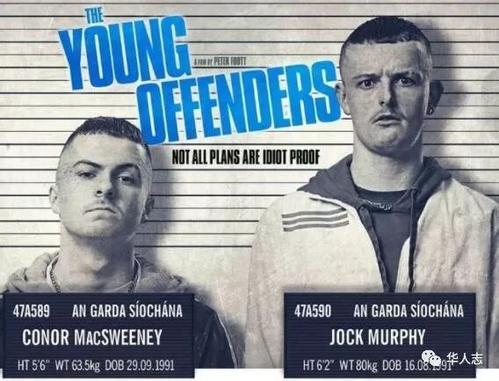 THE
YOUNG
OFFENDERS
A FILM BY PETER FOOTT
NOT ALL PLANS ARE IDIOT PROOF
47A589 AN GARDA SÍOCHÁNA
CONOR MACSWEENEY
HT 5'6" WT 63.5kg DOB 29.09.1991
47A590 AN GARDA SÍOCHÁNA
JOCK MURPHY
HT 6'2" WT 80kg DOB 16.08.1991
华人志